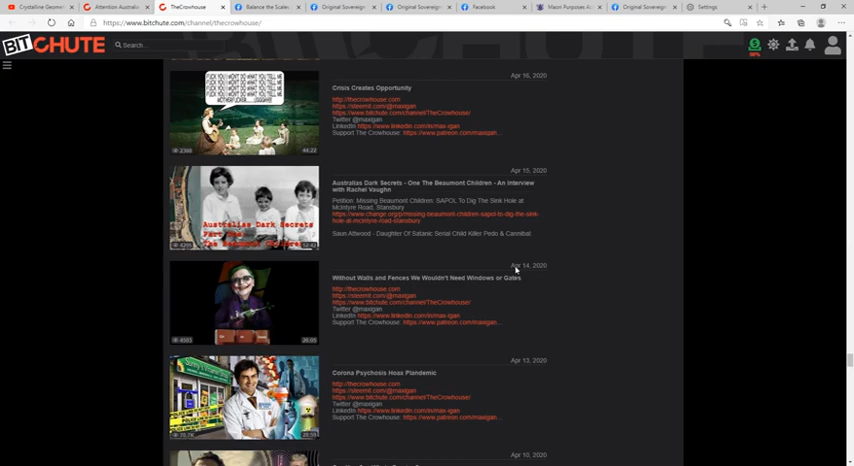 Crystalline Geomet
Attention Australia
TheCrowhouse
Balance the Scales
Original Sovereign
Original Sovereign
Facebook
Original Sovereign
Settings
https://www.bitchute.com/channel/thecrowhouse/
BITCHUTE
Search...
Apr 16, 2020
Crisis Creates Opportunity
http://thecrowhouse.com
https://steemit.com/@maxigan
https://www.bitchute.com/channel/TheCrowhouse/
Twitter @maxigan
LinkedIn https://www.linkedin.com/in/max-igan
Support The Crowhouse: https://www.patreon.com/maxigan...
44:22
Apr 15, 2020
Australias Dark Secrets - One The Beaumont Children - An Interview
with Rachel Vaughn
Petition: Missing Beaumont Children: SAPOL To Dig The Sink Hole at
McIntyre Road, Stansbury
https://www.change.org/p/missing-beaumont-children-sapol-to-dig-the-sink-
hole-at-mcintyre-road-stansbury
Saun Attwood - Daughter Of Satanic Serial Child Killer Pedo & Cannibal
Australias Dark Secrets
Part One
The Beaumont Children
Apr 14, 2020
Without Walls and Fences We Wouldn't Need Windows or Gates
http://thecrowhouse.com
https://steemit.com/@maxigan
https://www.bitchute.com/channel/TheCrowhouse/
Twitter @maxigan
LinkedIn https://www.linkedin.com/in/max-igan
Support The Crowhouse: https://www.patreon.com/maxigan...
26:05
Apr 13, 2020
Corona Psychosis Hoax Plandemic
http://thecrowhouse.com
https://steemit.com/@maxigan
https://www.bitchute.com/channel/TheCrowhouse/
Twitter @maxigan
LinkedIn https://www.linkedin.com/in/max-igan
Support The Crowhouse: https://www.patreon.com/maxigan...
Apr 10, 2020